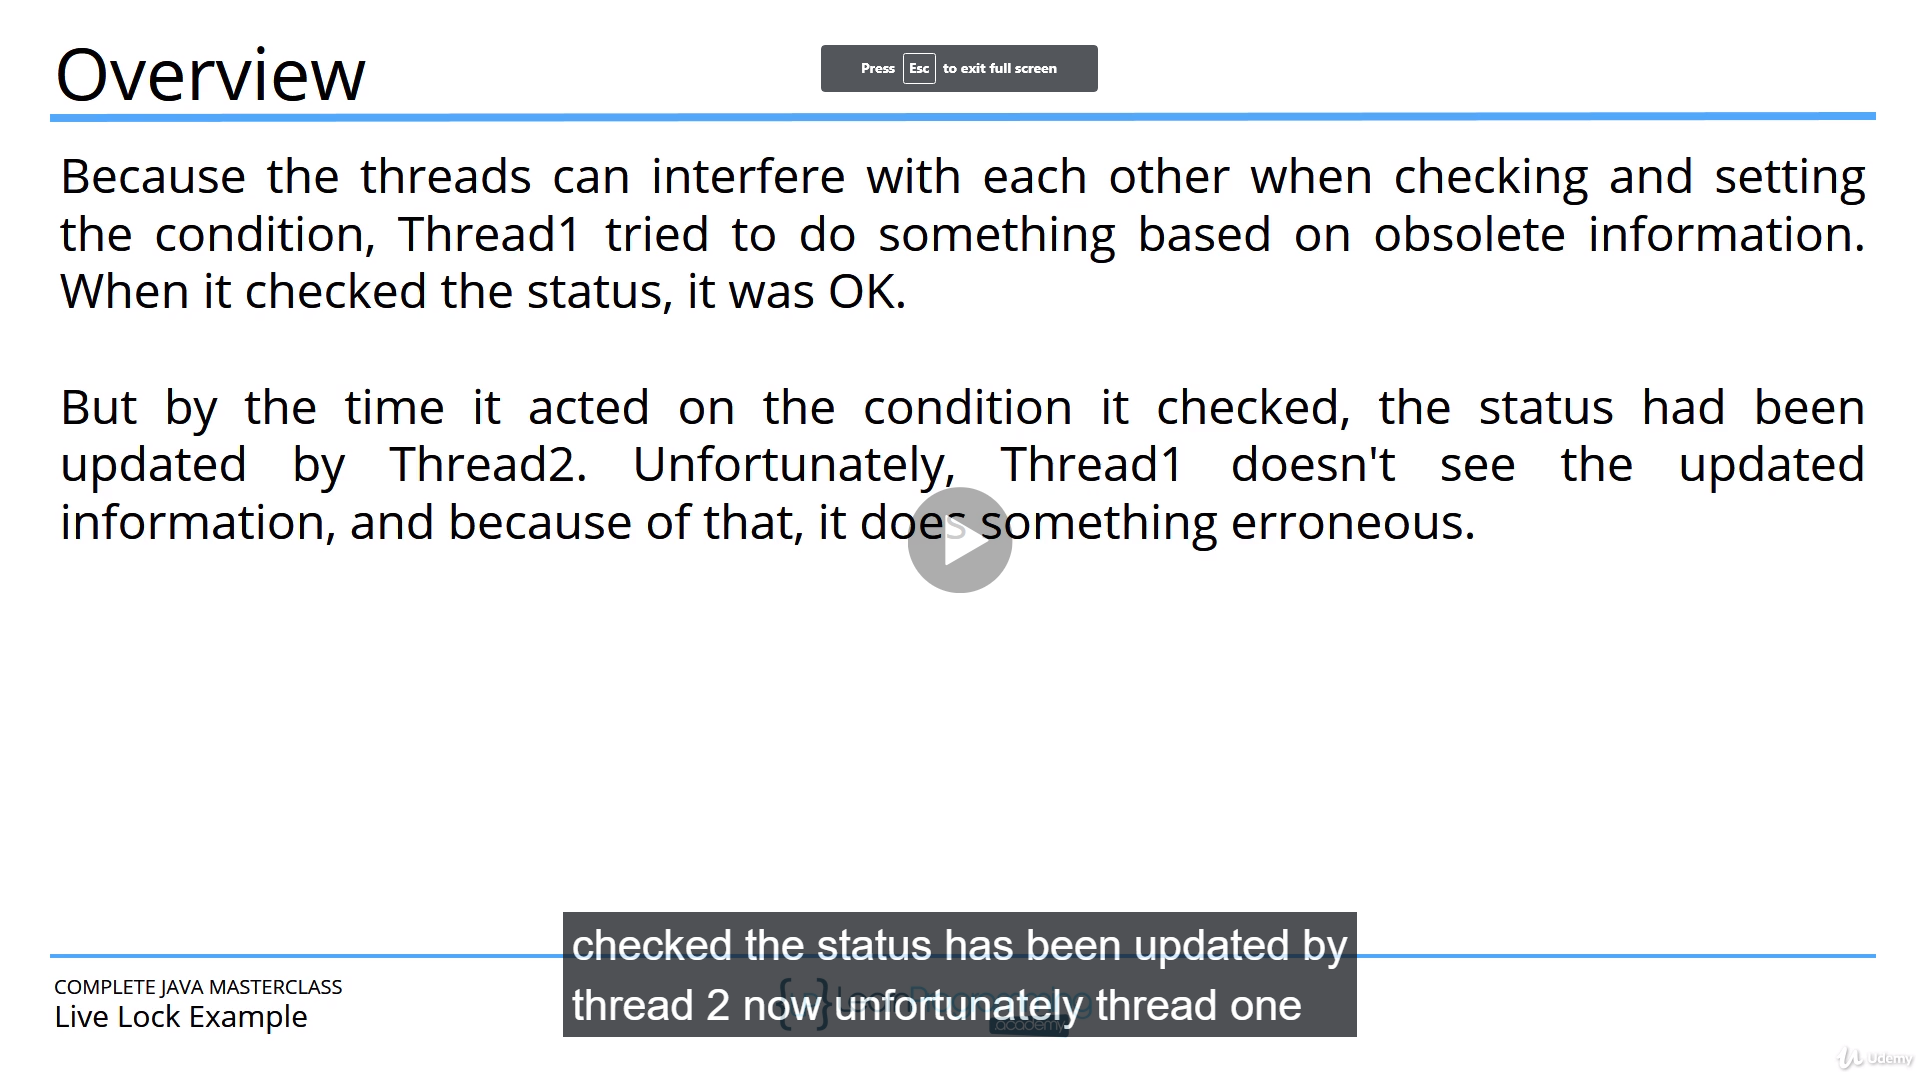 Overview
Press Esc to exit full screen
Because the threads can interfere with each other when checking and setting
the condition, Thread1 tried to do something based on obsolete information.
When it checked the status, it was OK.
But by the time it acted on the condition it checked, the status had been
updated by Thread2. Unfortunately, Thread1 doesn't see the updated
information, and because of that, it does something erroneous.
checked the status has been updated by
thread 2 now unfortunately thread one
COMPLETE JAVA MASTERCLASS
Live Lock Example
academy
Udemy